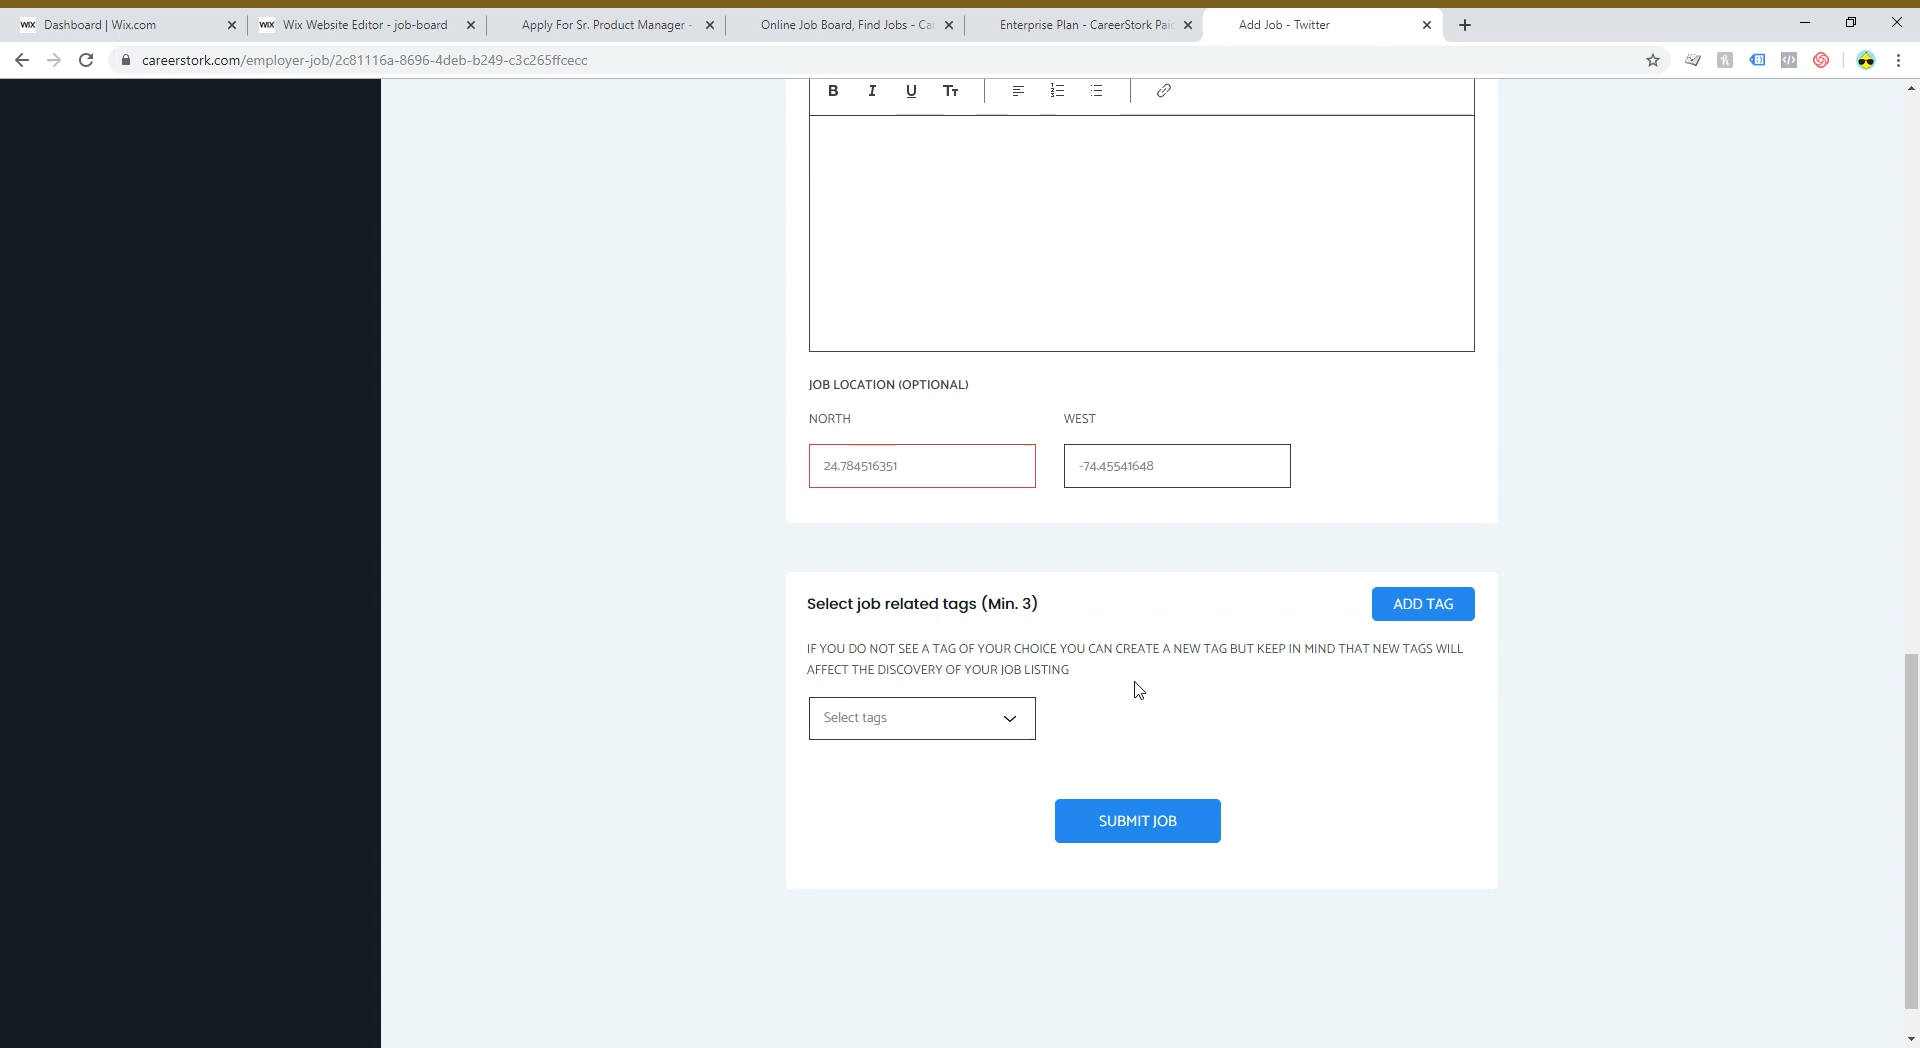 WIX Dashboard | Wix.com
WIX Wix Website Editor - job-board
Apply For Sr. Product Manager -
Online Job Board, Find Jobs - Ca
Enterprise Plan - CareerStork Paid
Add Job - Twitter
careerstork.com/employer-job/2c81116a-8696-4deb-b249-c3c265ffcecc
B I U TT
JOB LOCATION (OPTIONAL)
NORTH WEST
24.784516351 -74.45541648
Select job related tags (Min. 3) ADD TAG
IF YOU DO NOT SEE A TAG OF YOUR CHOICE YOU CAN CREATE A NEW TAG BUT KEEP IN MIND THAT NEW TAGS WILL
AFFECT THE DISCOVERY OF YOUR JOB LISTING
Select tags
SUBMIT JOB